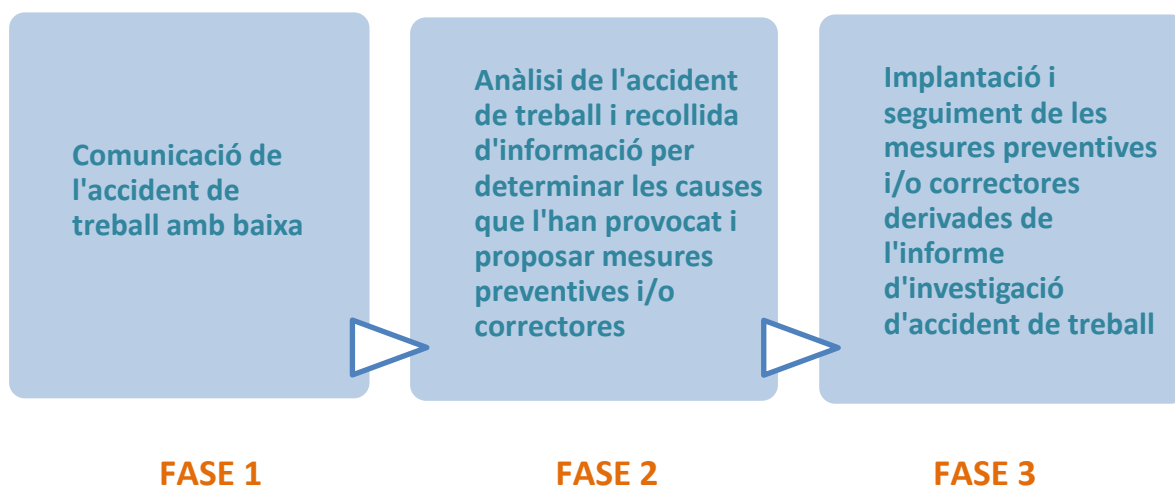 Comunicació de
l'accident de
treball amb baixa
Anàlisi de l'accident
de treball i recollida
d'informació per
determinar les causes
que l'han provocat i
proposar mesures
preventives i/o
correctores
Implantació i
seguiment de les
mesures preventives
i/o correctores
derivades de
l'informe
d'investigació
d'accident de treball
FASE 1
FASE 2
FASE 3